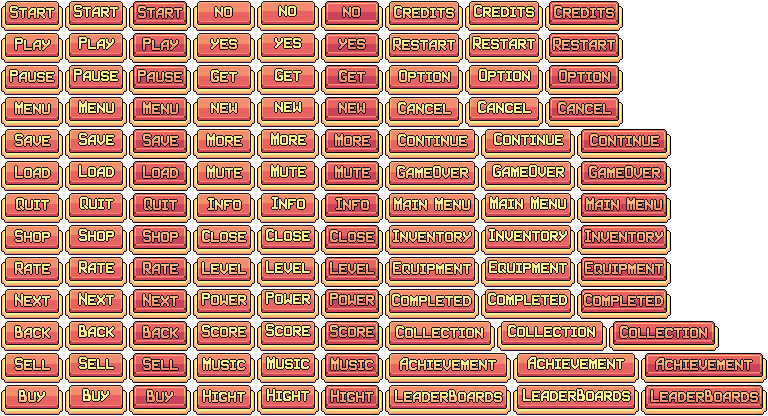 START START START NO NO NO CREDITS CREDITS CREDITS
PLAY PLAY PLAY YES YES YES RESTART RESTART RESTART
PAUSE PAUSE PAUSE GET GET GET OPTION OPTION OPTION
MENU MENU MENU NEW NEW NEW CANCEL CANCEL CANCEL
SAVE SAVE SAVE MORE MORE MORE CONTINUE CONTINUE CONTINUE
LOAD LOAD LOAD MUTE MUTE MUTE GAMEOVER GAMEOVER GAMEOVER
QUIT QUIT QUIT INFO INFO INFO MAIN MENU MAIN MENU MAIN MENU
SHOP SHOP SHOP CLOSE CLOSE CLOSE INVENTORY INVENTORY INVENTORY
RATE RATE RATE LEVEL LEVEL LEVEL EQUIPMENT EQUIPMENT EQUIPMENT
NEXT NEXT NEXT POWER POWER POWER COMPLETED COMPLETED COMPLETED
BACK BACK BACK SCORE SCORE SCORE COLLECTION COLLECTION COLLECTION
SELL SELL SELL MUSIC MUSIC MUSIC ACHIEVEMENT ACHIEVEMENT ACHIEVEMENT
BUY BUY BUY HIGHT HIGHT HIGHT LEADERBOARDS LEADERBOARDS LEADERBOARDS